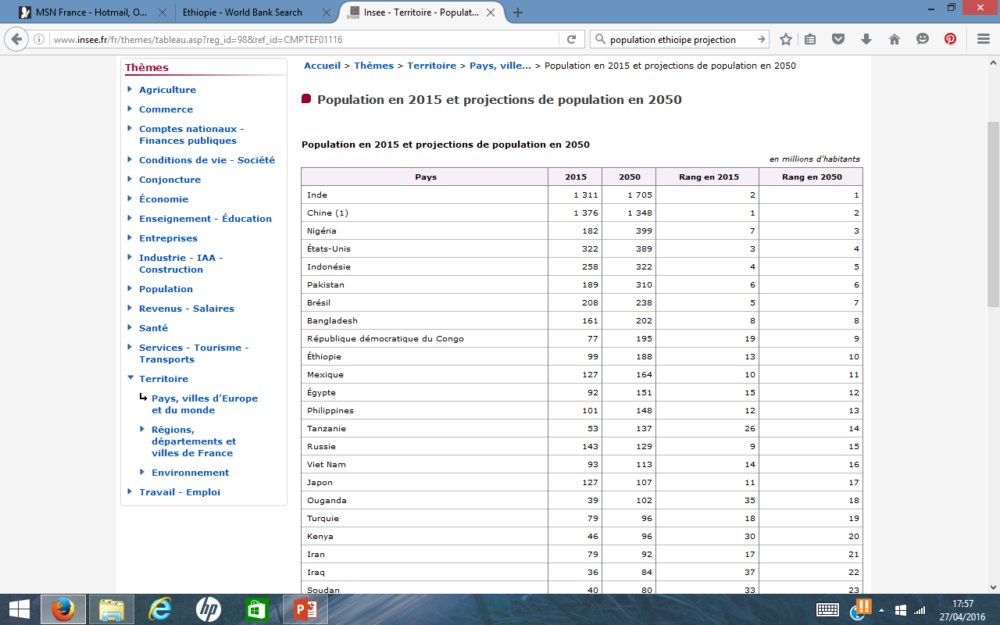 MSN France - Hotmail, O...
Ethiopie - World Bank Search
Insee - Territoire - Populat...
www.insee.fr/fr/themes/tableau.asp?reg_id=98&ref_id=CMPTEF01116
population ethioipe projection
Thèmes
Agriculture
Commerce
Comptes nationaux -
Finances publiques
Conditions de vie - Société
Conjoncture
Économie
Enseignement - Éducation
Entreprises
Industrie - IAA -
Construction
Population
Revenus - Salaires
Santé
Services - Tourisme -
Transports
Territoire
Pays, villes d'Europe
et du monde
Régions,
départements et
villes de France
Environnement
Travail - Emploi
Accueil > Thèmes > Territoire > Pays, ville... > Population en 2015 et projections de population en 2050
Population en 2015 et projections de population en 2050
Population en 2015 et projections de population en 2050
en millions d'habitants
Pays 2015 2050 Rang en 2015 Rang en 2050
Inde 1 311 1 705 2 1
Chine (1) 1 376 1 348 1 2
Nigéria 182 399 7 3
États-Unis 322 389 3 4
Indonésie 258 322 4 5
Pakistan 189 310 6 6
Brésil 208 238 5 7
Bangladesh 161 202 8 8
République démocratique du Congo 77 195 19 9
Éthiopie 99 188 13 10
Mexique 127 164 10 11
Égypte 92 151 15 12
Philippines 101 148 12 13
Tanzanie 53 137 26 14
Russie 143 129 9 15
Viet Nam 93 113 14 16
Japon 127 107 11 17
Ouganda 39 102 35 18
Turquie 79 96 18 19
Kenya 46 96 30 20
Iran 79 92 17 21
Iraq 36 84 37 22
Soudan 40 80 33 23
hp
P
17:57
27/04/2016